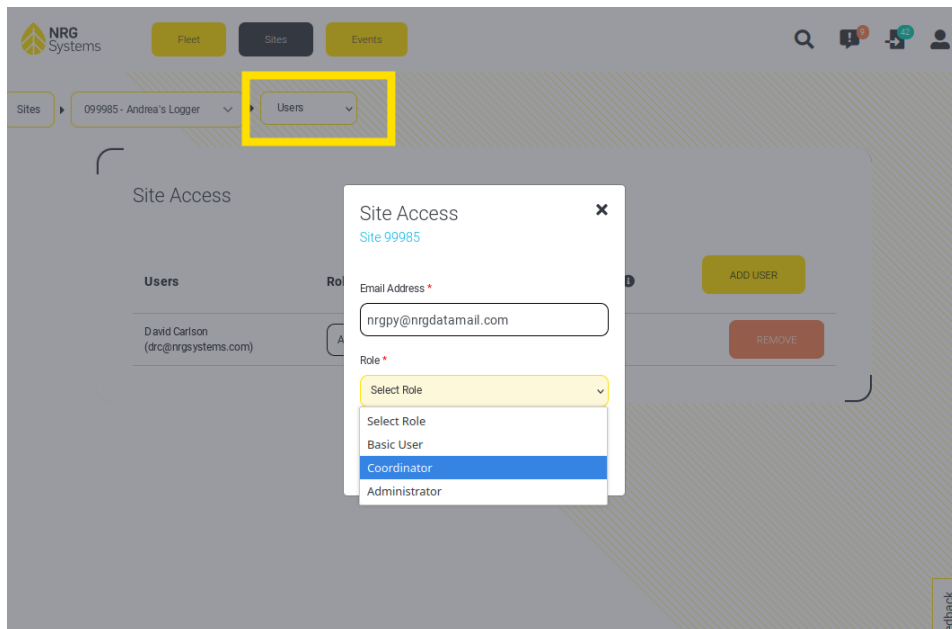 NRG
Systems
Fleet
Sites
Events
9
42
Sites
099985 - Andrea's Logger
Users
Site Access
Users
Rol
ADD USER
David Carlson
(drc@nrgsystems.com)
A
REMOVE
Site Access
Site 99985
Email Address *
nrgpy@nrgdatamail.com
Role *
Select Role
Select Role
Basic User
Coordinator
Administrator